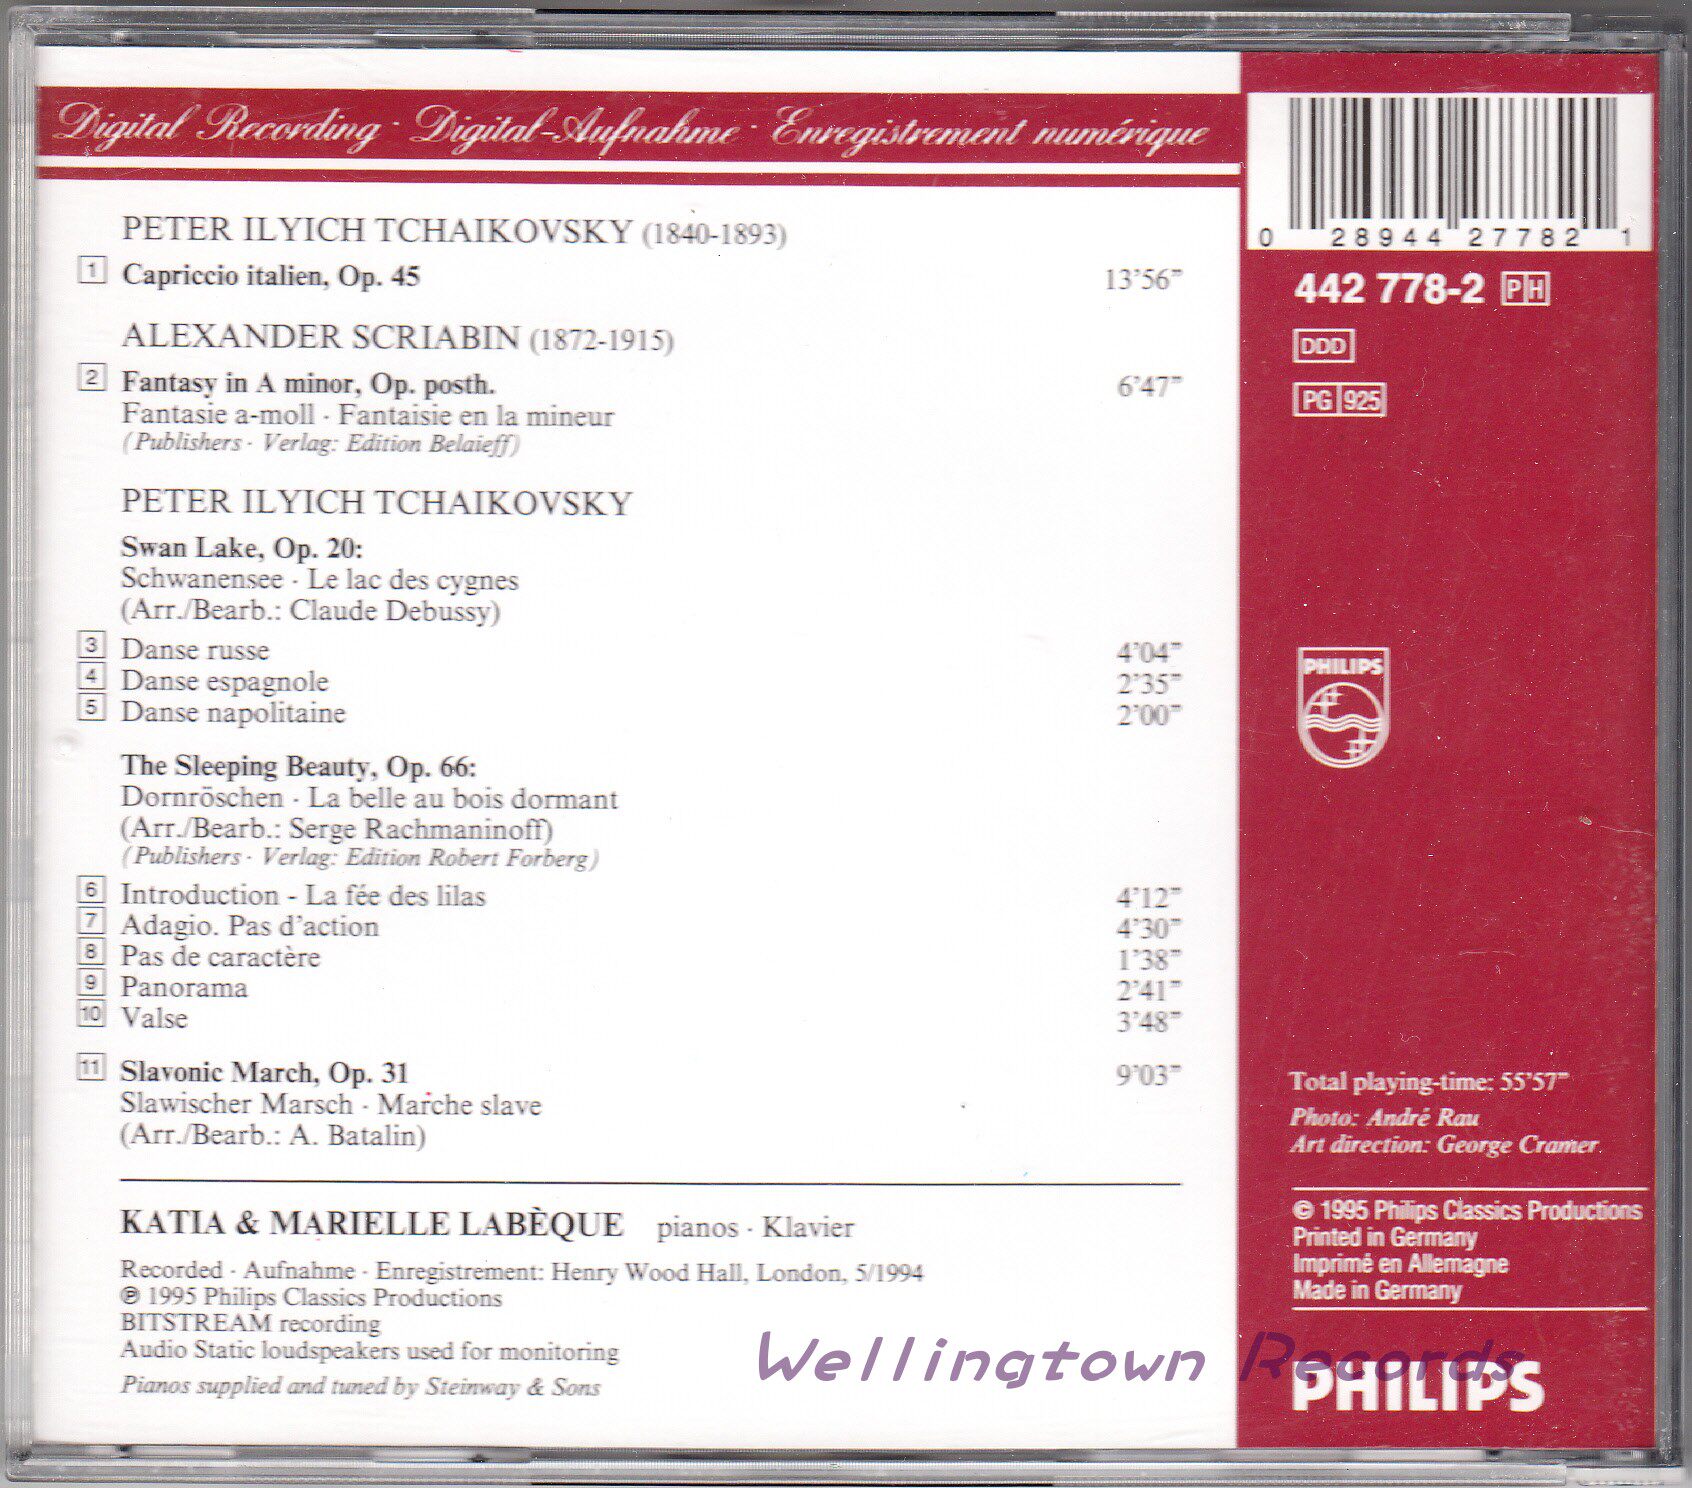 Digital Recording · Digital-Aufnahme · Enregistrement numérique
PETER ILYICH TCHAIKOVSKY (1840-1893)
1 Capriccio italien, Op. 45 13'56"
ALEXANDER SCRIABIN (1872-1915)
2 Fantasy in A minor, Op. posth. 6'47"
Fantasie a-moll · Fantaisie en la mineur
(Publishers · Verlag: Edition Belaieff)
PETER ILYICH TCHAIKOVSKY
Swan Lake, Op. 20:
Schwanensee · Le lac des cygnes
(Arr./Bearb.: Claude Debussy)
3 Danse russe 4'04"
4 Danse espagnole 2'35"
5 Danse napolitaine 2'00"
The Sleeping Beauty, Op. 66:
Dornröschen · La belle au bois dormant
(Arr./Bearb.: Serge Rachmaninoff)
(Publishers · Verlag: Edition Robert Forberg)
6 Introduction - La fée des lilas 4'12"
7 Adagio. Pas d'action 4'30"
8 Pas de caractère 1'38"
9 Panorama 2'41"
10 Valse 3'48"
11 Slavonic March, Op. 31 9'03"
Slawischer Marsch · Marche slave
(Arr./Bearb.: A. Batalin)
KATIA & MARIELLE LABÈQUE pianos · Klavier
Recorded · Aufnahme · Enregistrement: Henry Wood Hall, London, 5/1994
℗ 1995 Philips Classics Productions
BITSTREAM recording
Audio Static loudspeakers used for monitoring
Pianos supplied and tuned by Steinway & Sons
0 28944 27782 1
442 778-2 PH
DDD
PG 925
PHILIPS
Total playing-time: 55'57"
Photo: André Rau
Art direction: George Cramer
© 1995 Philips Classics Productions
Printed in Germany
Imprimé en Allemagne
Made in Germany
Wellingtown Records
PHILIPS